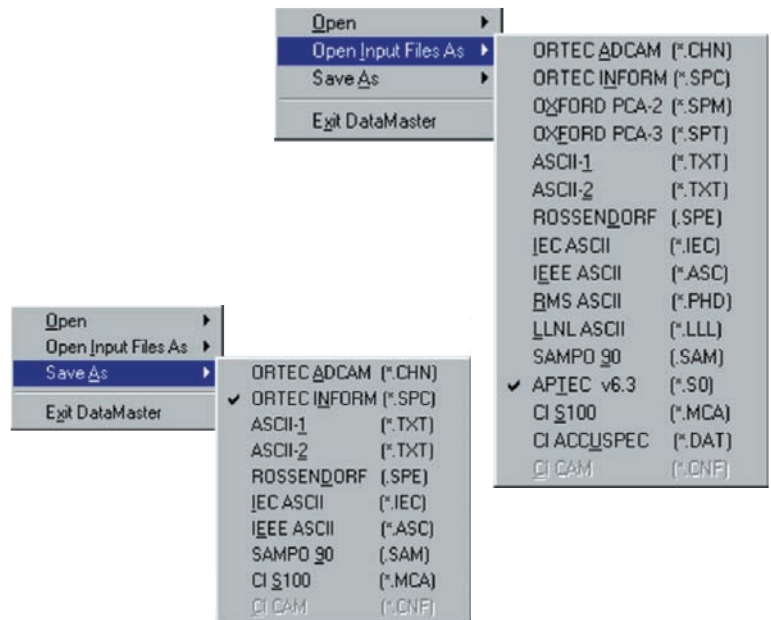 Open
Open Input Files As
Save As
Exit DataMaster
ORTEC ADCAM (*.CHN)
ORTEC INFORM (*.SPC)
OXFORD PCA-2 (*.SPM)
OXFORD PCA-3 (*.SPT)
ASCII-1 (*.TXT)
ASCII-2 (*.TXT)
ROSSENDORF (.SPE)
IEC ASCII (*.IEC)
IEEE ASCII (*.ASC)
RMS ASCII (*.PHD)
LLNL ASCII (*.LLL)
SAMPO 90 (.SAM)
APTEC v6.3 (*.S0)
CI S100 (*.MCA)
CI ACCUSPEC (*.DAT)
CI CAM (*.CNF)
Open
Open Input Files As
Save As
Exit DataMaster
ORTEC ADCAM (*.CHN)
ORTEC INFORM (*.SPC)
ASCII-1 (*.TXT)
ASCII-2 (*.TXT)
ROSSENDORF (.SPE)
IEC ASCII (*.IEC)
IEEE ASCII (*.ASC)
SAMPO 90 (.SAM)
CI S100 (*.MCA)
CI CAM (*.CNF)